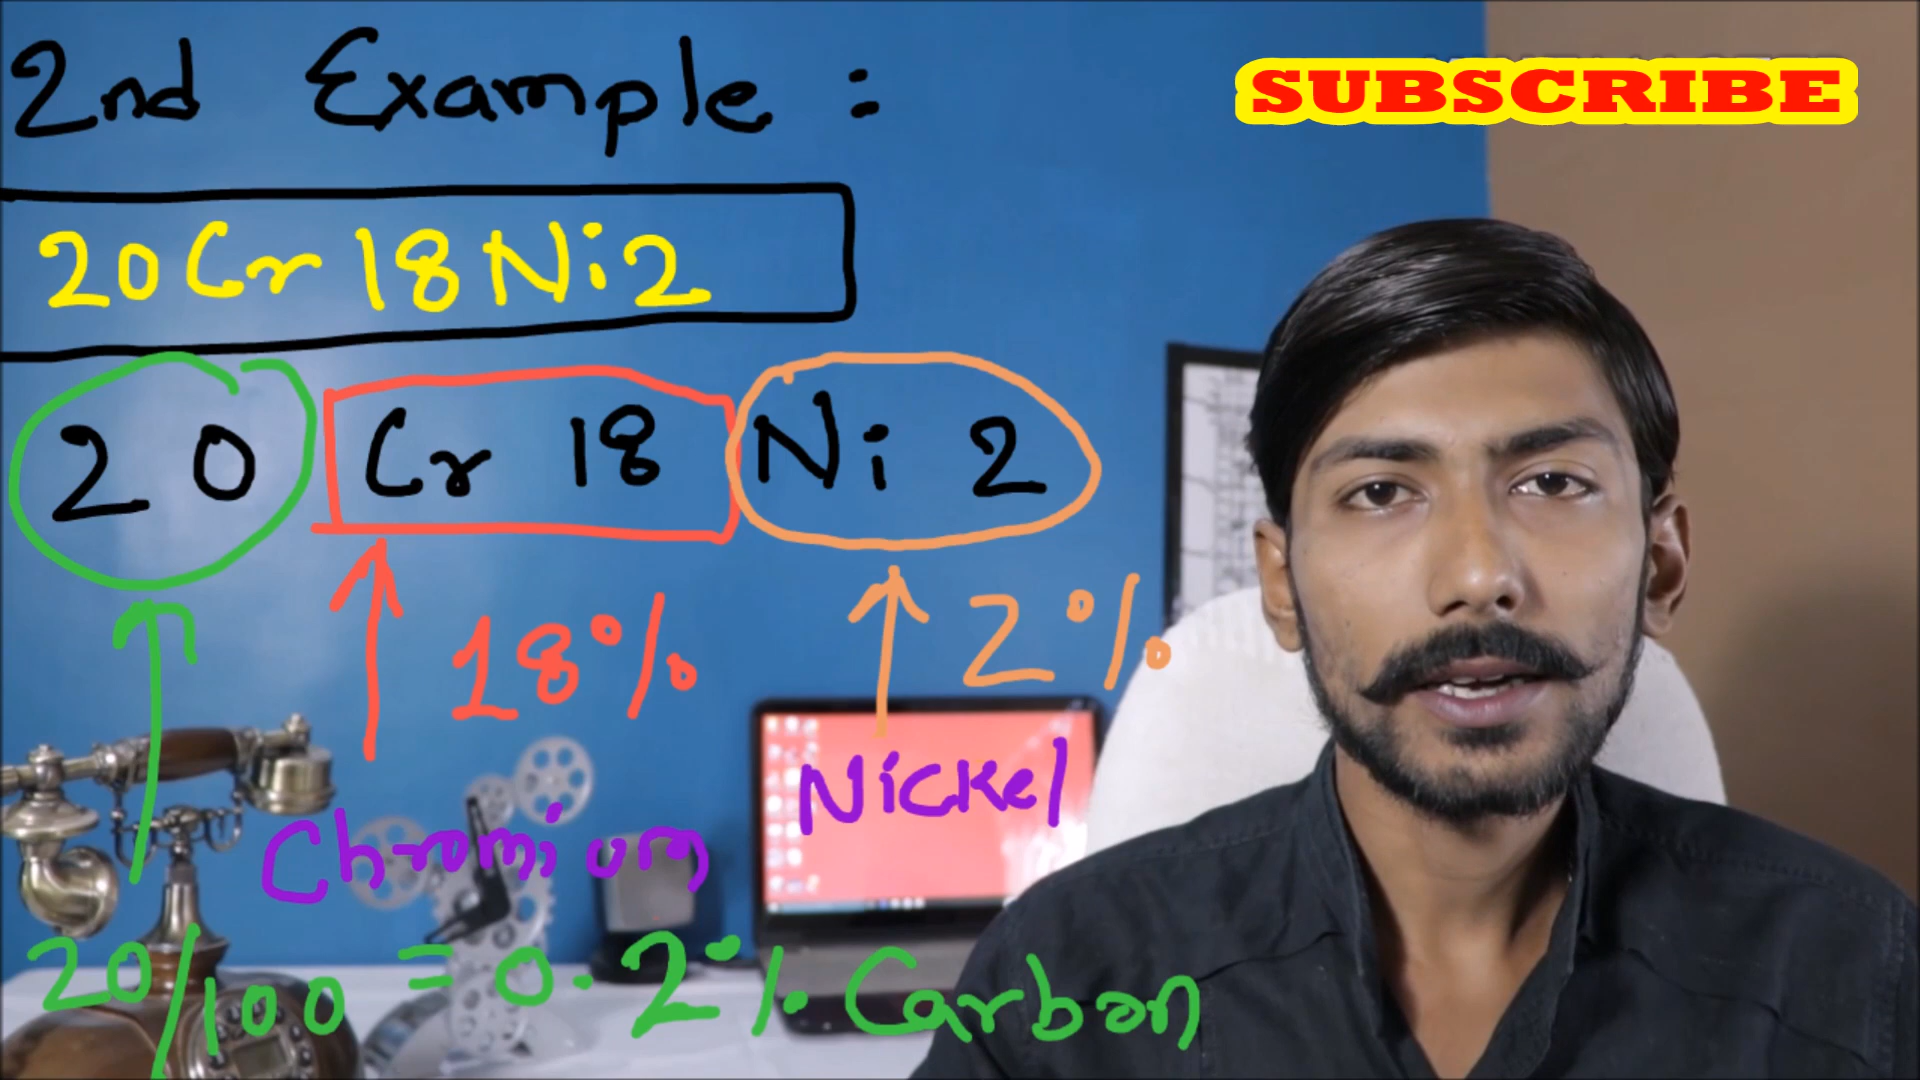 2nd Example :
SUBSCRIBE
20Cr18Ni2
20 Cr 18 Ni 2
18% 2%
Nickel
Chromium
20/100 = 0.2% Carbon